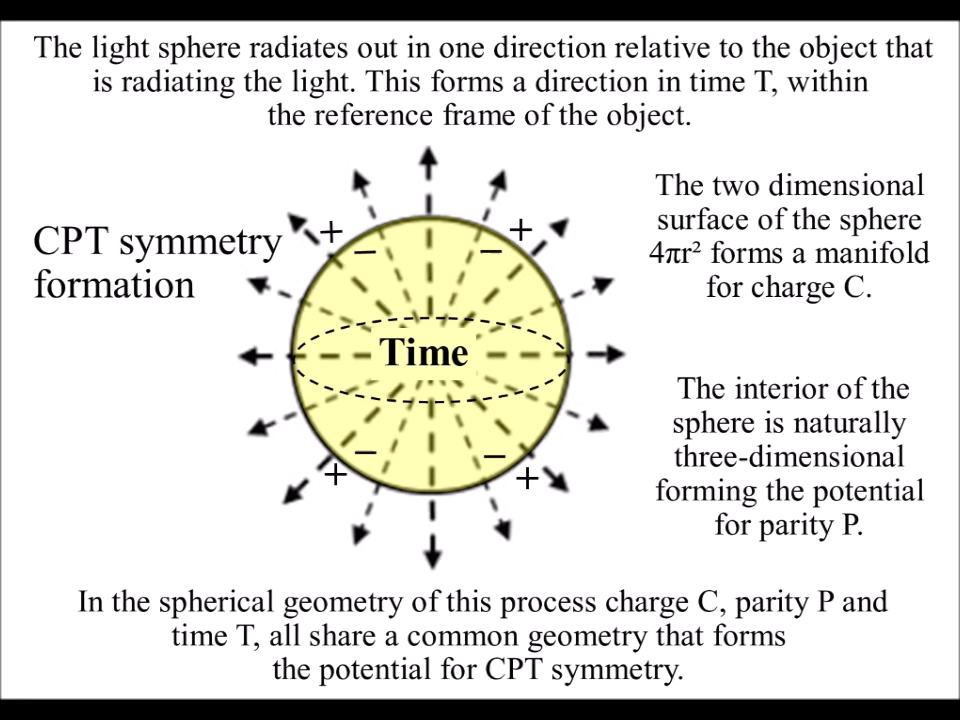 The light sphere radiates out in one direction relative to the object that
is radiating the light. This forms a direction in time T, within
the reference frame of the object.
CPT symmetry
formation
The two dimensional
surface of the sphere
4πr² forms a manifold
for charge C.
+
−
−
+
Time
The interior of the
sphere is naturally
three-dimensional
forming the potential
for parity P.
+
−
−
+
In the spherical geometry of this process charge C, parity P and
time T, all share a common geometry that forms
the potential for CPT symmetry.